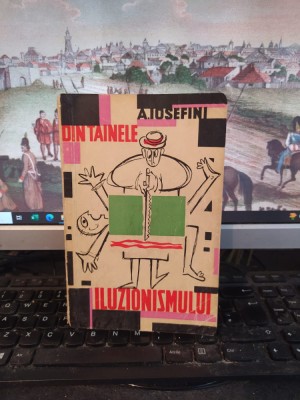 A. IOSEFINI
DIN TAINELE
ILUZIONISMULUI